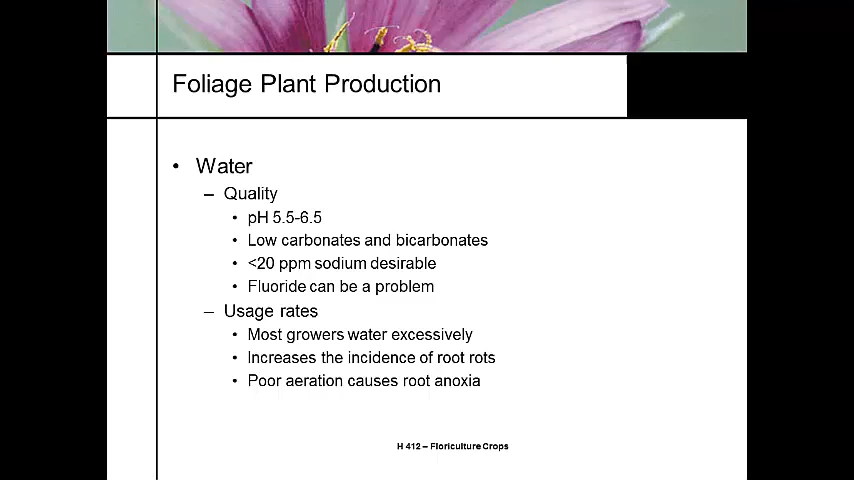 Foliage Plant Production
• Water
– Quality
• pH 5.5-6.5
• Low carbonates and bicarbonates
• <20 ppm sodium desirable
• Fluoride can be a problem
– Usage rates
• Most growers water excessively
• Increases the incidence of root rots
• Poor aeration causes root anoxia
H 412 – Floriculture Crops